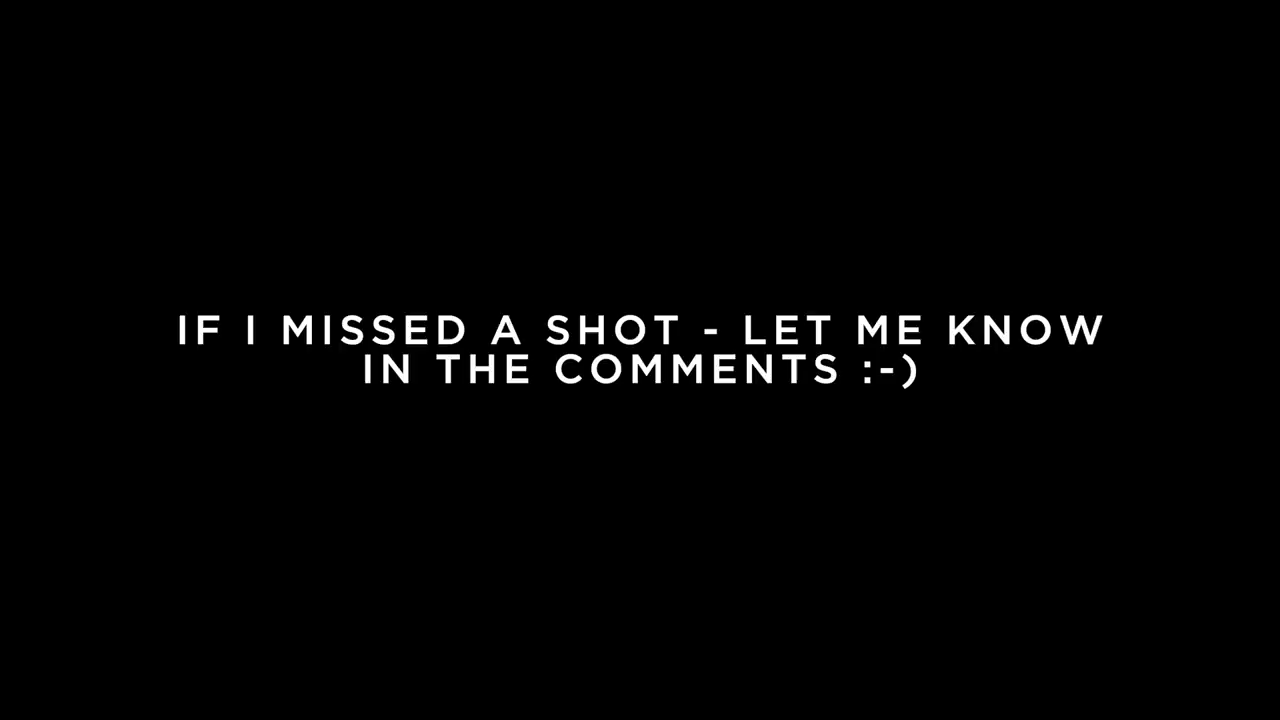 IF I MISSED A SHOT - LET ME KNOW
IN THE COMMENTS :-)